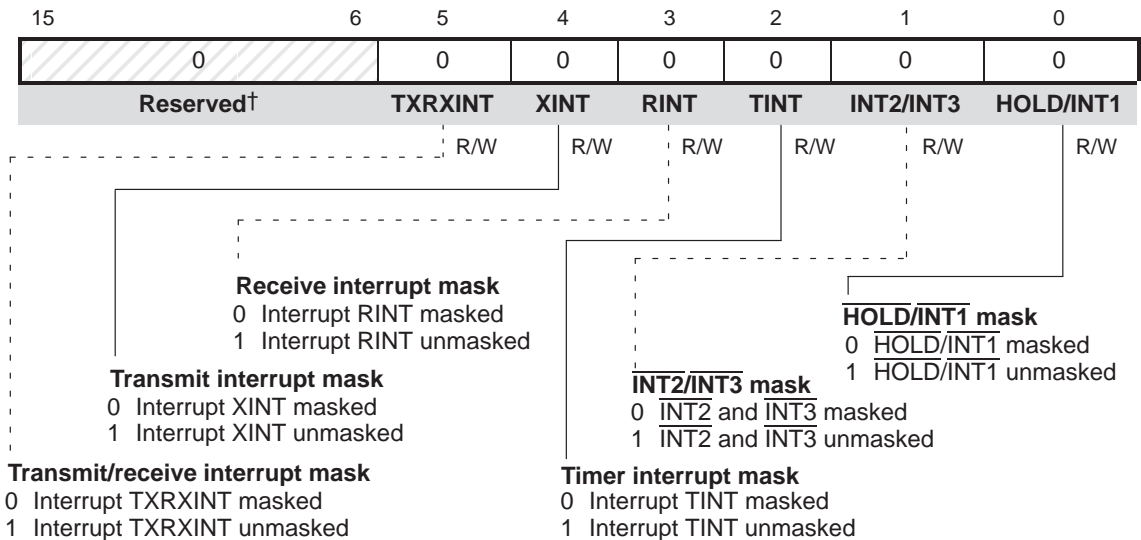 15 6 5 4 3 2 1 0
0 0 0 0 0 0 0
Reserved† TXRXINT XINT RINT TINT INT2/INT3 HOLD/INT1
R/W R/W R/W R/W R/W R/W
Receive interrupt mask
0 Interrupt RINT masked
1 Interrupt RINT unmasked
HOLD/INT1 mask
0 HOLD/INT1 masked
1 HOLD/INT1 unmasked
Transmit interrupt mask
0 Interrupt XINT masked
1 Interrupt XINT unmasked
INT2/INT3 mask
0 INT2 and INT3 masked
1 INT2 and INT3 unmasked
Transmit/receive interrupt mask
0 Interrupt TXRXINT masked
1 Interrupt TXRXINT unmasked
Timer interrupt mask
0 Interrupt TINT masked
1 Interrupt TINT unmasked